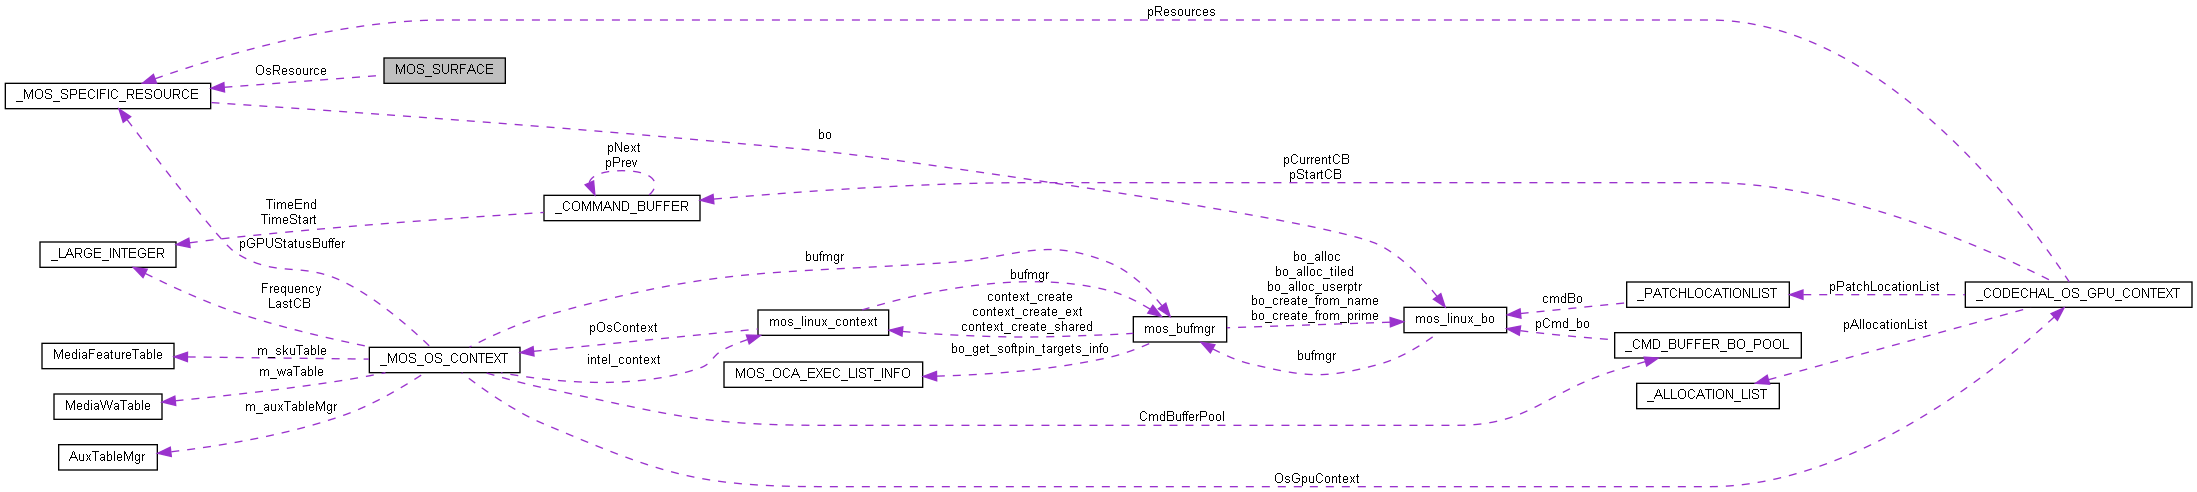 pResources
OsResource
MOS_SURFACE
_MOS_SPECIFIC_RESOURCE
bo
pNext
pPrev
pCurrentCB
pStartCB
_COMMAND_BUFFER
TimeEnd
TimeStart
pGPUStatusBuffer
_LARGE_INTEGER
Frequency
LastCB
bufmgr
bufmgr
context_create
context_create_ext
context_create_shared
bo_alloc
bo_alloc_tiled
bo_alloc_userptr
bo_create_from_name
bo_create_from_prime
cmdBo
_PATCHLOCATIONLIST
pPatchLocationList
_CODECHAL_OS_GPU_CONTEXT
mos_linux_context
mos_bufmgr
mos_linux_bo
pOsContext
pCmd_bo
pAllocationList
_CMD_BUFFER_BO_POOL
MediaFeatureTable
m_skuTable
_MOS_OS_CONTEXT
intel_context
bo_get_softpin_targets_info
bufmgr
m_waTable
MOS_OCA_EXEC_LIST_INFO
_ALLOCATION_LIST
MediaWaTable
m_auxTableMgr
CmdBufferPool
AuxTableMgr
OsGpuContext